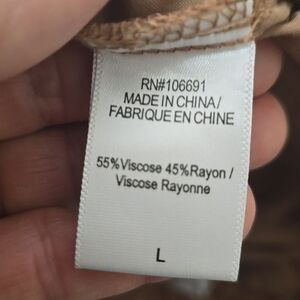 RN#106691
MADE IN CHINA/
FABRIQUE EN CHINE
55%Viscose 45%Rayon /
Viscose Rayonne
L